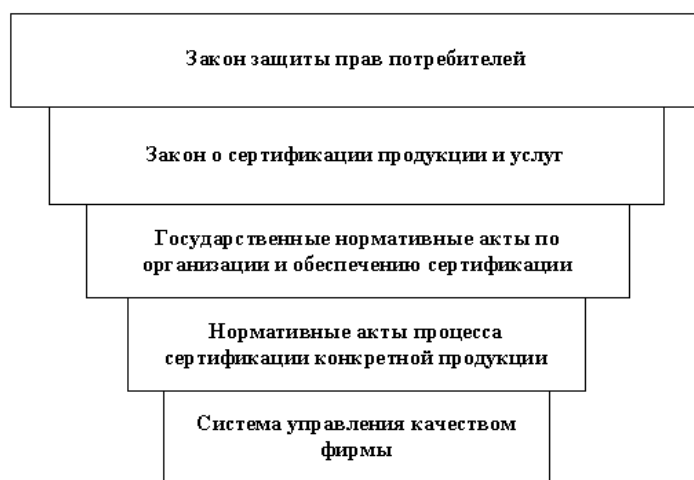 Закон защиты прав потребителей
Закон о сертификации продукции и услуг
Государственные нормативные акты по
организации и обеспечению сертификации
Нормативные акты процесса
сертификации конкретной продукции
Система управления качеством
фирмы